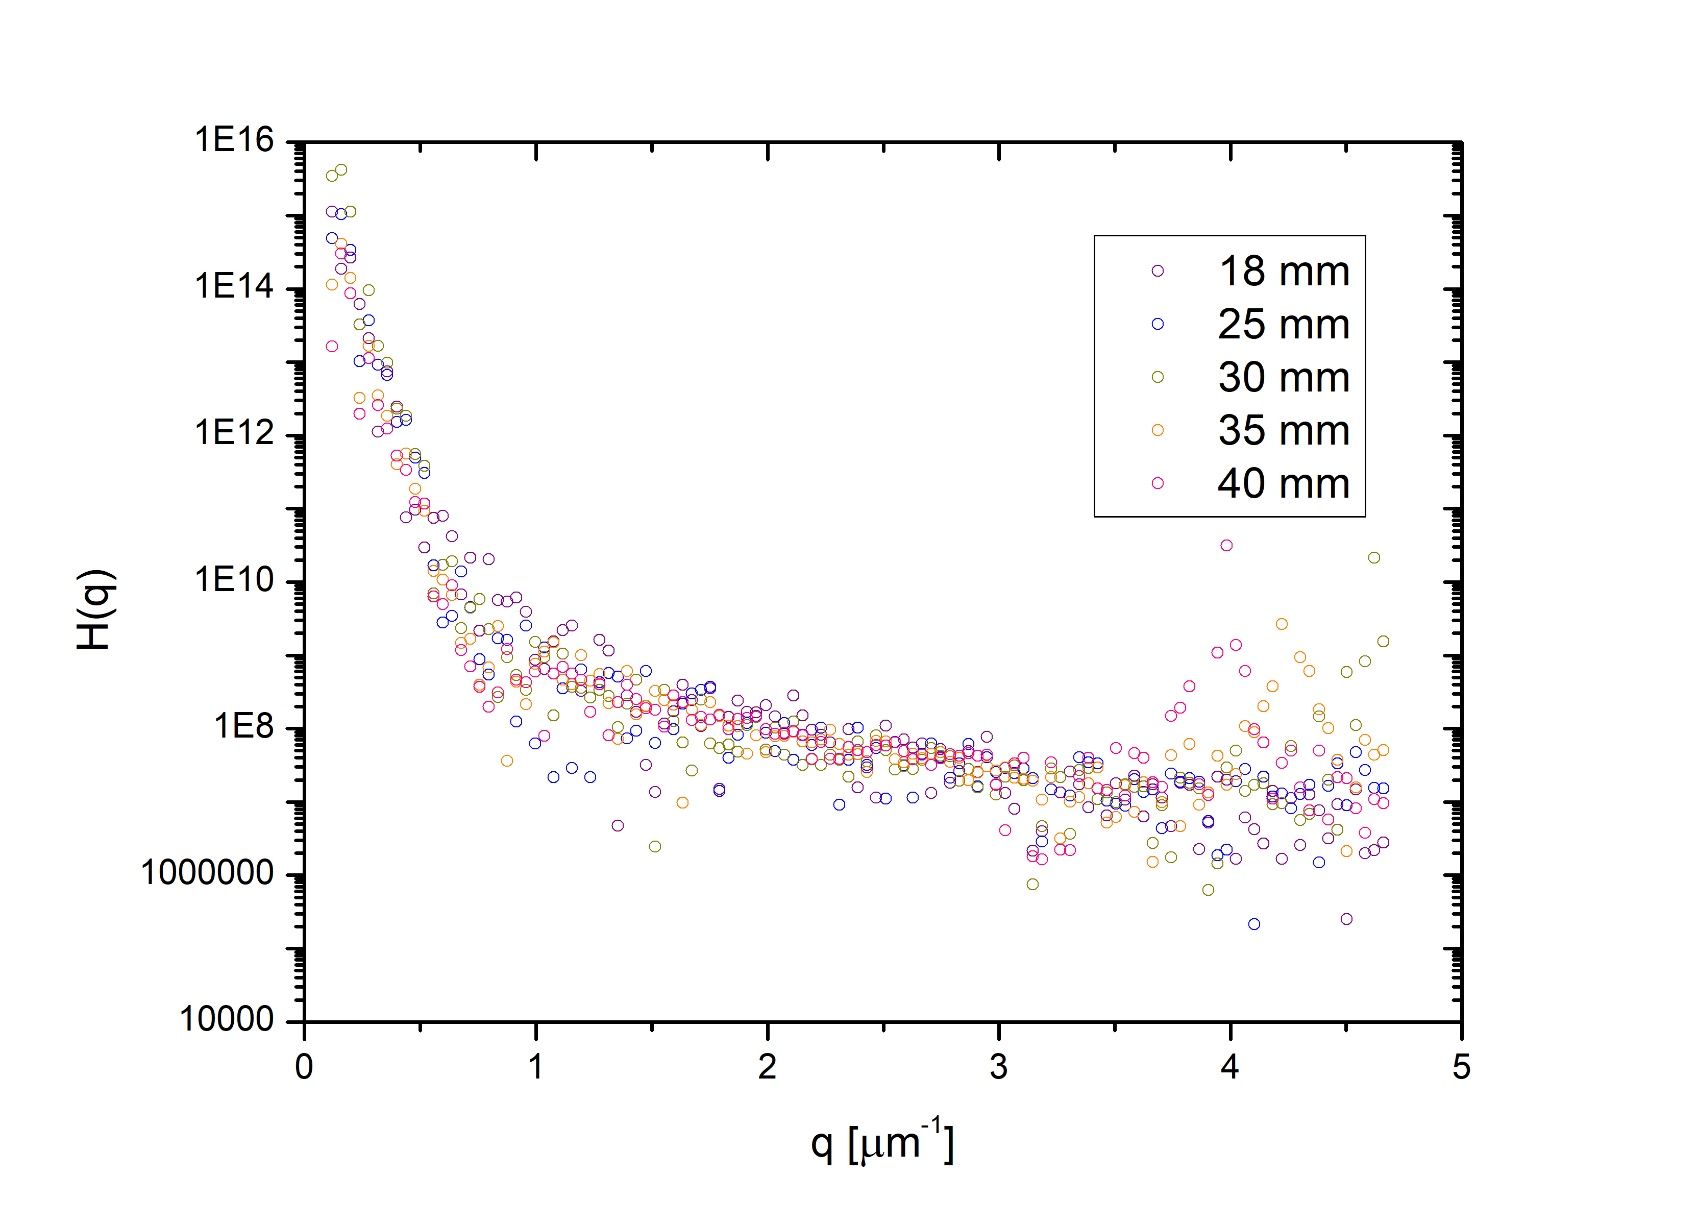 1E16
1E14
1E12
1E10
1E8
1000000
10000
H(q)
18 mm
25 mm
30 mm
35 mm
40 mm
0 1 2 3 4 5
q [μm⁻¹]